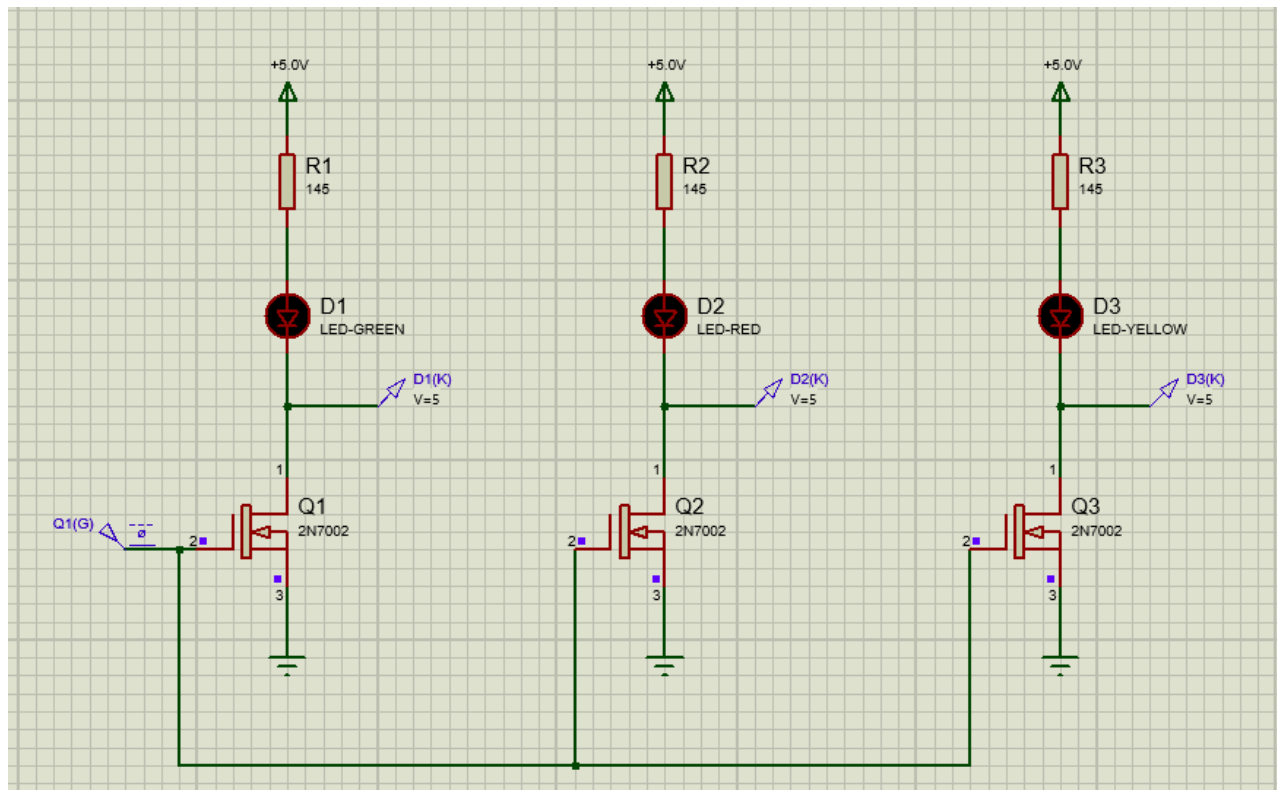 +5.0V
+5.0V
+5.0V
R1
145
R2
145
R3
145
D1
LED-GREEN
D2
LED-RED
D3
LED-YELLOW
D1(K)
V=5
D2(K)
V=5
D3(K)
V=5
1
1
1
Q1
2N7002
Q2
2N7002
Q3
2N7002
Q1(G)
2
2
2
3
3
3